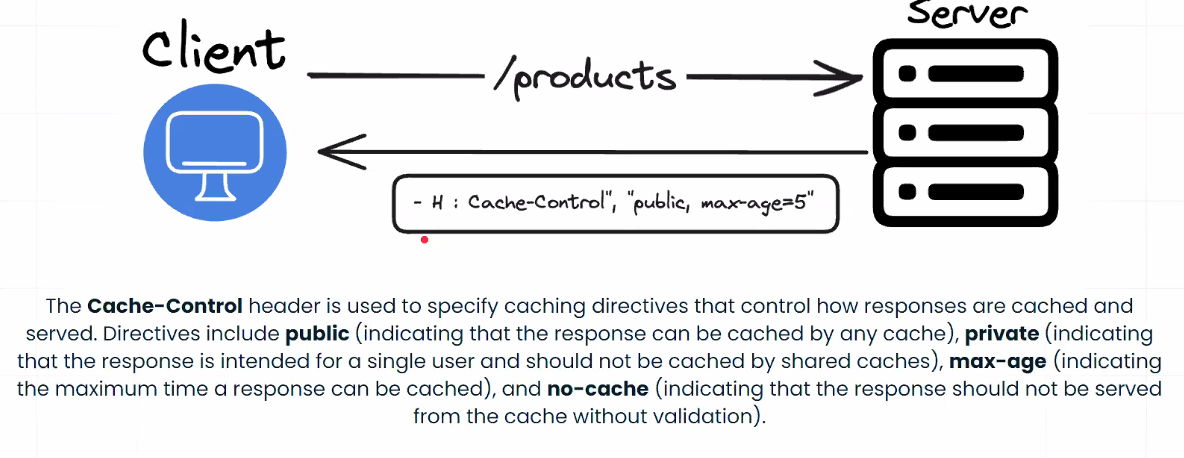 Server
Client
/products
- H : Cache-Control", "public, max-age=5"
The Cache-Control header is used to specify caching directives that control how responses are cached and
served. Directives include public (indicating that the response can be cached by any cache), private (indicating
that the response is intended for a single user and should not be cached by shared caches), max-age (indicating
the maximum time a response can be cached), and no-cache (indicating that the response should not be served
from the cache without validation).